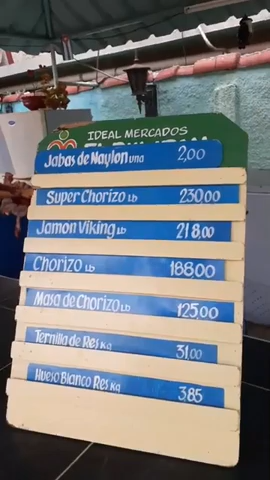 IDEAL MERCADOS
Jabas de Naylon una 2,00
Super Chorizo LB 230.00
Jamon Viking LB 218.00
Chorizo LB 188.00
Masa de Chorizo LB 125.00
Ternilla de Res Kg 31.00
Hueso Blanco Res Kg 3.85